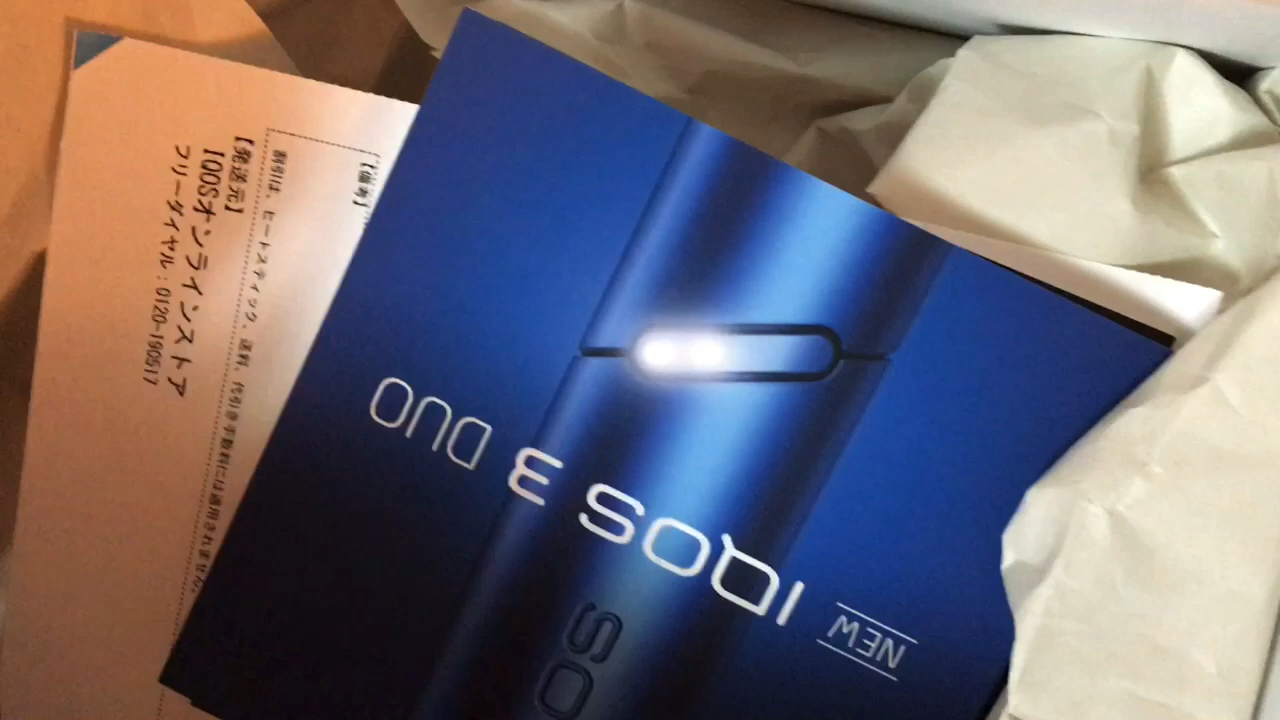 NEW
IQOS 3 DUO
【備考】
割引は、ヒートスティック、送料、代引き手数料には適用されません。
【発送元】
IQOSオンラインストア
フリーダイヤル：0120-190517